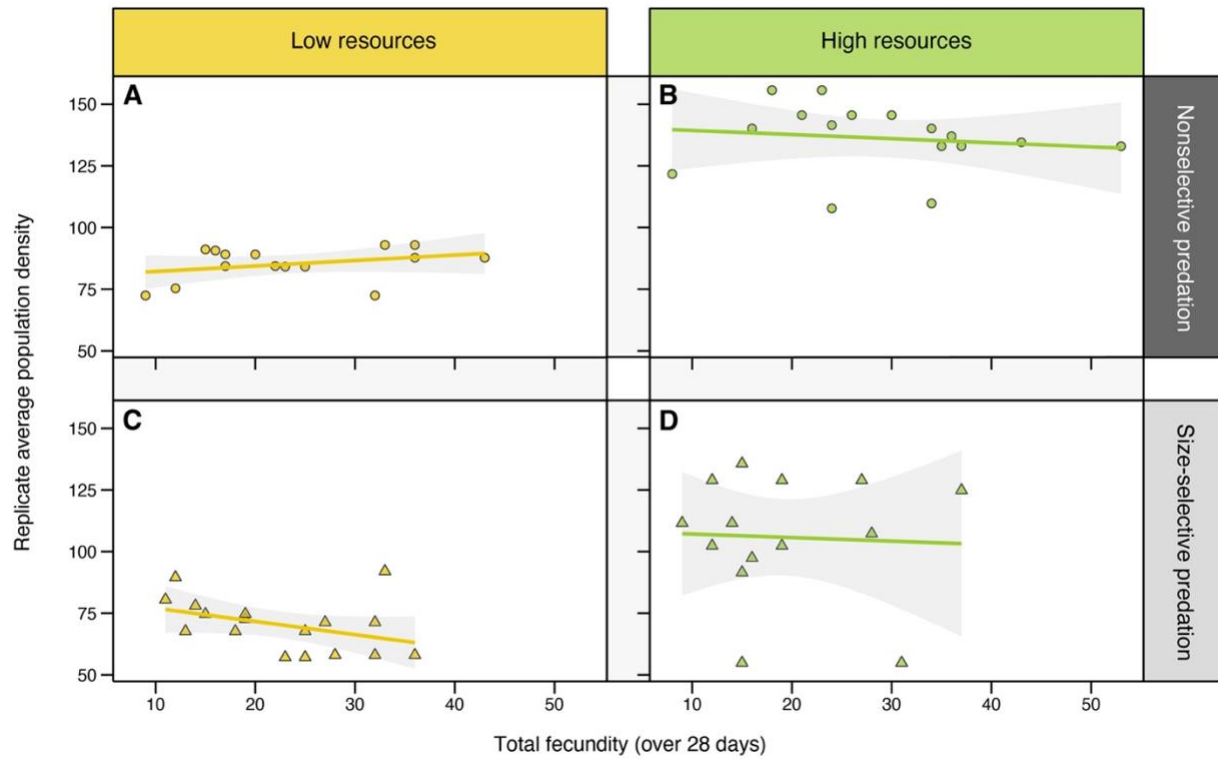 Low resources
High resources
A
B
150
125
100
75
50
Nonselective predation
C
D
150
125
100
75
50
Size-selective predation
10 20 30 40 50
10 20 30 40 50
Replicate average population density
Total fecundity (over 28 days)